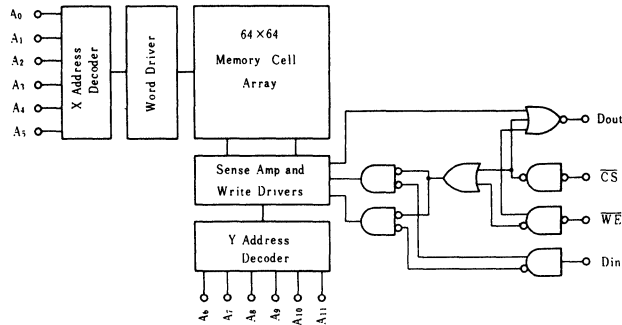 A0
A1
A2
A3
A4
A5
X Address
Decoder
Word Driver
64×64
Memory Cell
Array
Sense Amp and
Write Drivers
Y Address
Decoder
A6
A7
A8
A9
A10
A11
Dout
CS
WE
Din